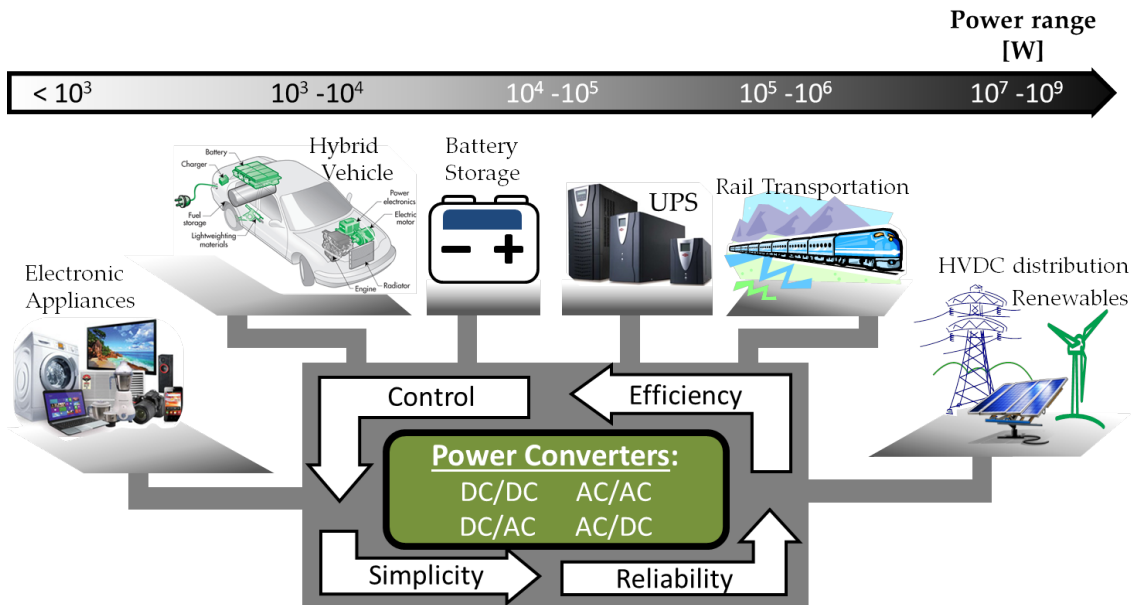 Power range
[W]
< 10³
10³ -10⁴
10⁴ -10⁵
10⁵ -10⁶
10⁷ -10⁹
Hybrid
Vehicle
Battery
Charger
Fuel
storage
Lightweighting
materials
Power
electronics
Electric
motor
Engine
Radiator
Battery
Storage
UPS
Rail Transportation
HVDC distribution
Renewables
Electronic
Appliances
Control
Efficiency
Power Converters:
DC/DC AC/AC
DC/AC AC/DC
Simplicity
Reliability